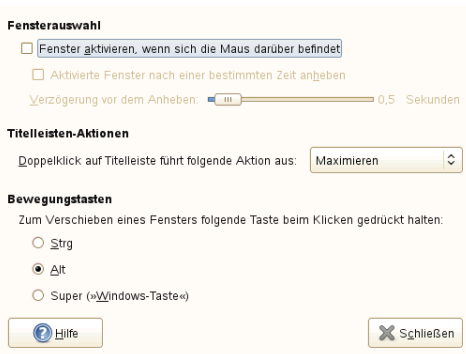 Fensterauswahl
Fenster aktivieren, wenn sich die Maus darüber befindet
Aktivierte Fenster nach einer bestimmten Zeit anheben
Verzögerung vor dem Anheben: 0,5 Sekunden
Titelleisten-Aktionen
Doppelklick auf Titelleiste führt folgende Aktion aus: Maximieren
Bewegungstasten
Zum Verschieben eines Fensters folgende Taste beim Klicken gedrückt halten:
Strg
Alt
Super (»Windows-Taste«)
Hilfe Schließen